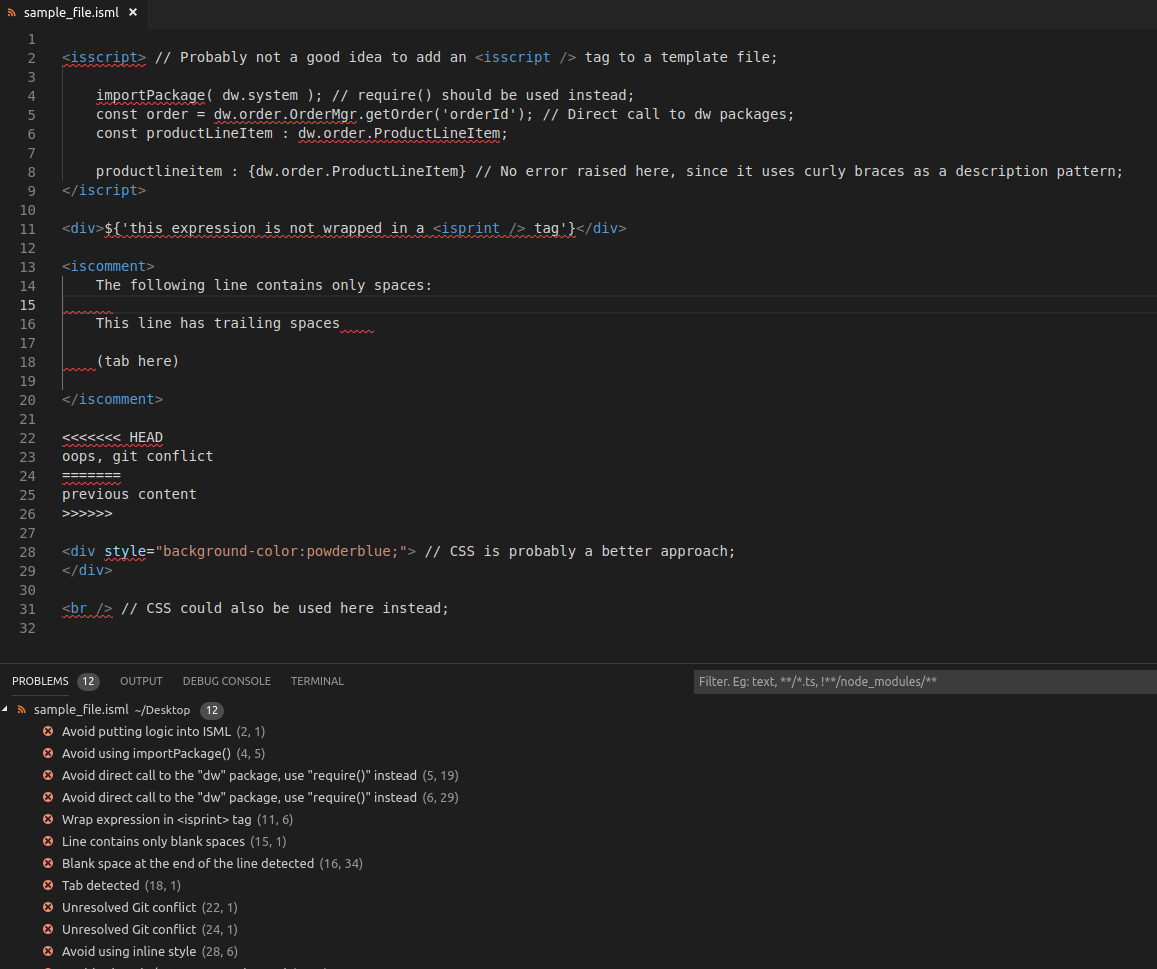 sample_file.isml ×
1
2 <isscript> // Probably not a good idea to add an <isscript /> tag to a template file;
3
4 importPackage( dw.system ); // require() should be used instead;
5 const order = dw.order.OrderMgr.getOrder('orderId'); // Direct call to dw packages;
6 const productLineItem : dw.order.ProductLineItem;
7
8 productlineitem : {dw.order.ProductLineItem} // No error raised here, since it uses curly braces as a description pattern;
9 </iscript>
10
11 <div>${'this expression is not wrapped in a <isprint /> tag'}</div>
12
13 <iscomment>
14 The following line contains only spaces:
15
16 This line has trailing spaces
17
18 (tab here)
19
20 </iscomment>
21
22 <<<<<<< HEAD
23 oops, git conflict
24 =======
25 previous content
26 >>>>>>
27
28 <div style="background-color:powderblue;"> // CSS is probably a better approach;
29 </div>
30
31 <br /> // CSS could also be used here instead;
32
PROBLEMS 12 OUTPUT DEBUG CONSOLE TERMINAL Filter. Eg: text, **/*.ts, !**/node_modules/**
sample_file.isml ~/Desktop 12
Avoid putting logic into ISML (2, 1)
Avoid using importPackage() (4, 5)
Avoid direct call to the "dw" package, use "require()" instead (5, 19)
Avoid direct call to the "dw" package, use "require()" instead (6, 29)
Wrap expression in <isprint> tag (11, 6)
Line contains only blank spaces (15, 1)
Blank space at the end of the line detected (16, 34)
Tab detected (18, 1)
Unresolved Git conflict (22, 1)
Unresolved Git conflict (24, 1)
Avoid using inline style (28, 6)